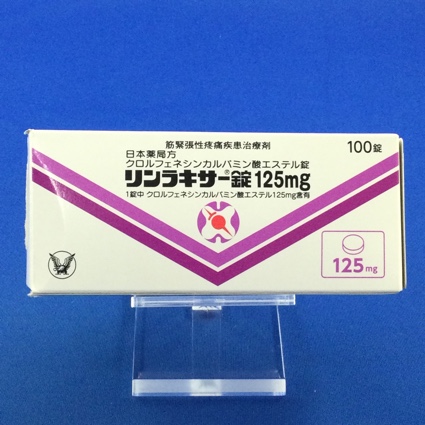 筋緊張性疼痛疾患治療剤
100錠
日本薬局方
クロルフェネシンカルバミン酸エステル錠
リンラキサー®錠125mg
1錠中 クロルフェネシンカルバミン酸エステル125mg含有
125mg